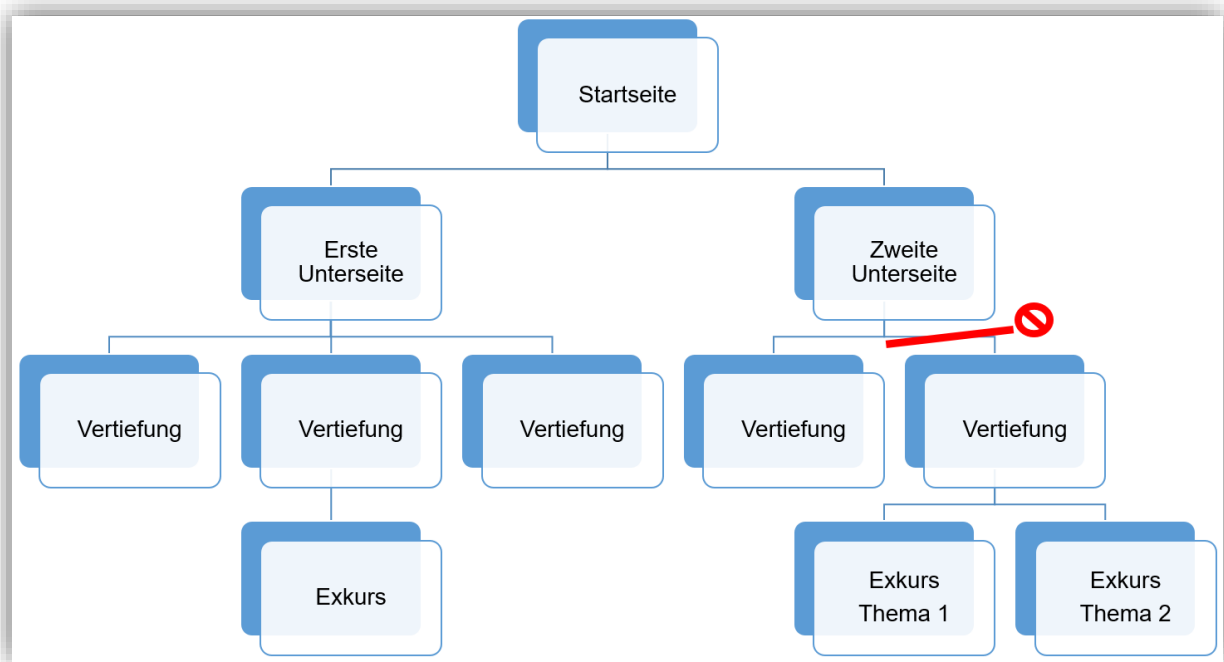 Startseite
Erste
Unterseite
Zweite
Unterseite
Vertiefung
Vertiefung
Vertiefung
Vertiefung
Vertiefung
Exkurs
Exkurs
Thema 1
Exkurs
Thema 2